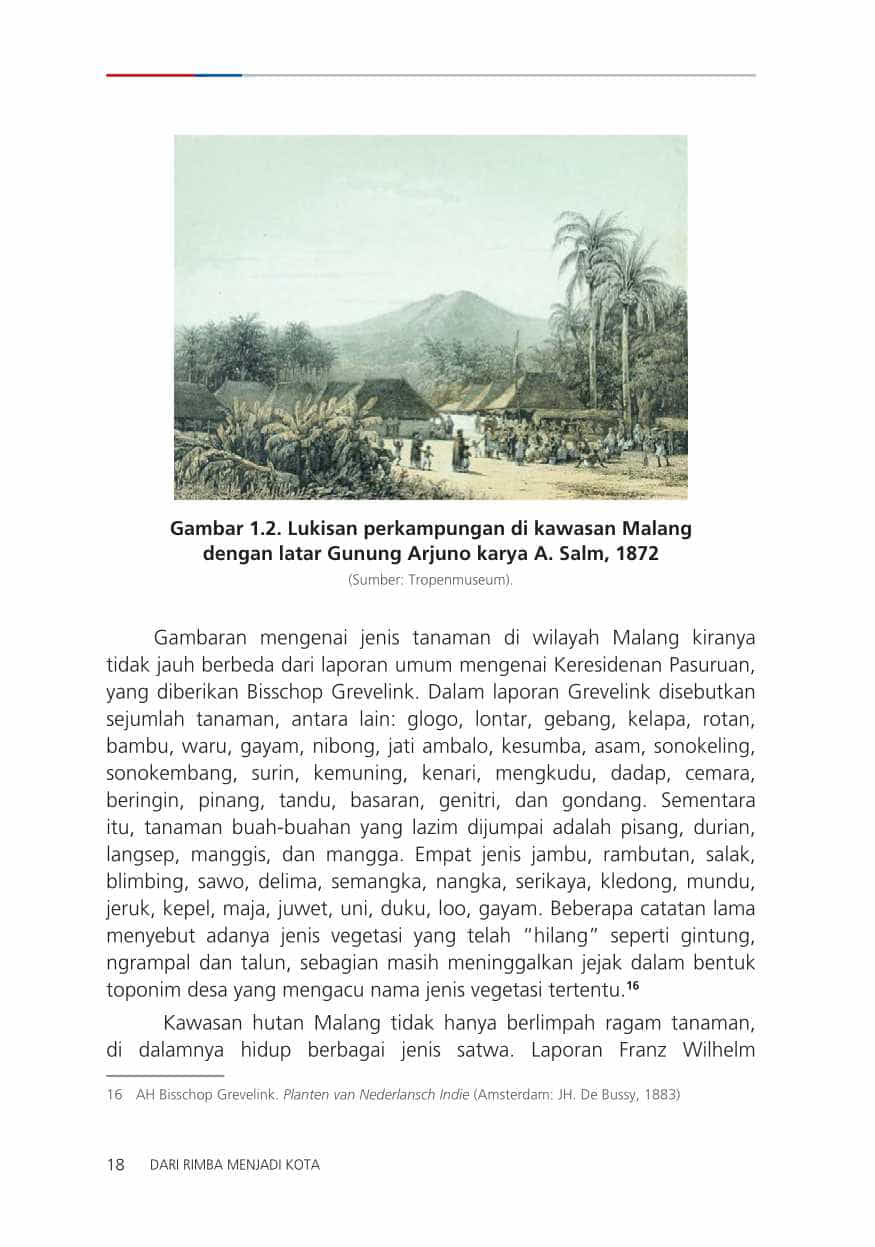 Gambar 1.2. Lukisan perkampungan di kawasan Malang
dengan latar Gunung Arjuno karya A. Salm, 1872
(Sumber: Tropenmuseum).
Gambaran mengenai jenis tanaman di wilayah Malang kiranya
tidak jauh berbeda dari laporan umum mengenai Keresidenan Pasuruan,
yang diberikan Bisschop Grevelink. Dalam laporan Grevelink disebutkan
sejumlah tanaman, antara lain: glogo, lontar, gebang, kelapa, rotan,
bambu, waru, gayam, nibong, jati ambalo, kesumba, asam, sonokeling,
sonokembang, surin, kemuning, kenari, mengkudu, dadap, cemara,
beringin, pinang, tandu, basaran, genitri, dan gondang. Sementara
itu, tanaman buah-buahan yang lazim dijumpai adalah pisang, durian,
langsep, manggis, dan mangga. Empat jenis jambu, rambutan, salak,
blimbing, sawo, delima, semangka, nangka, serikaya, kledong, mundu,
jeruk, kepel, maja, juwet, uni, duku, loo, gayam. Beberapa catatan lama
menyebut adanya jenis vegetasi yang telah “hilang” seperti gintung,
ngrampal dan talun, sebagian masih meninggalkan jejak dalam bentuk
toponim desa yang mengacu nama jenis vegetasi tertentu.16
Kawasan hutan Malang tidak hanya berlimpah ragam tanaman,
di dalamnya hidup berbagai jenis satwa. Laporan Franz Wilhelm
16 AH Bisschop Grevelink. Planten van Nederlansch Indie (Amsterdam: JH. De Bussy, 1883)
18 DARI RIMBA MENJADI KOTA